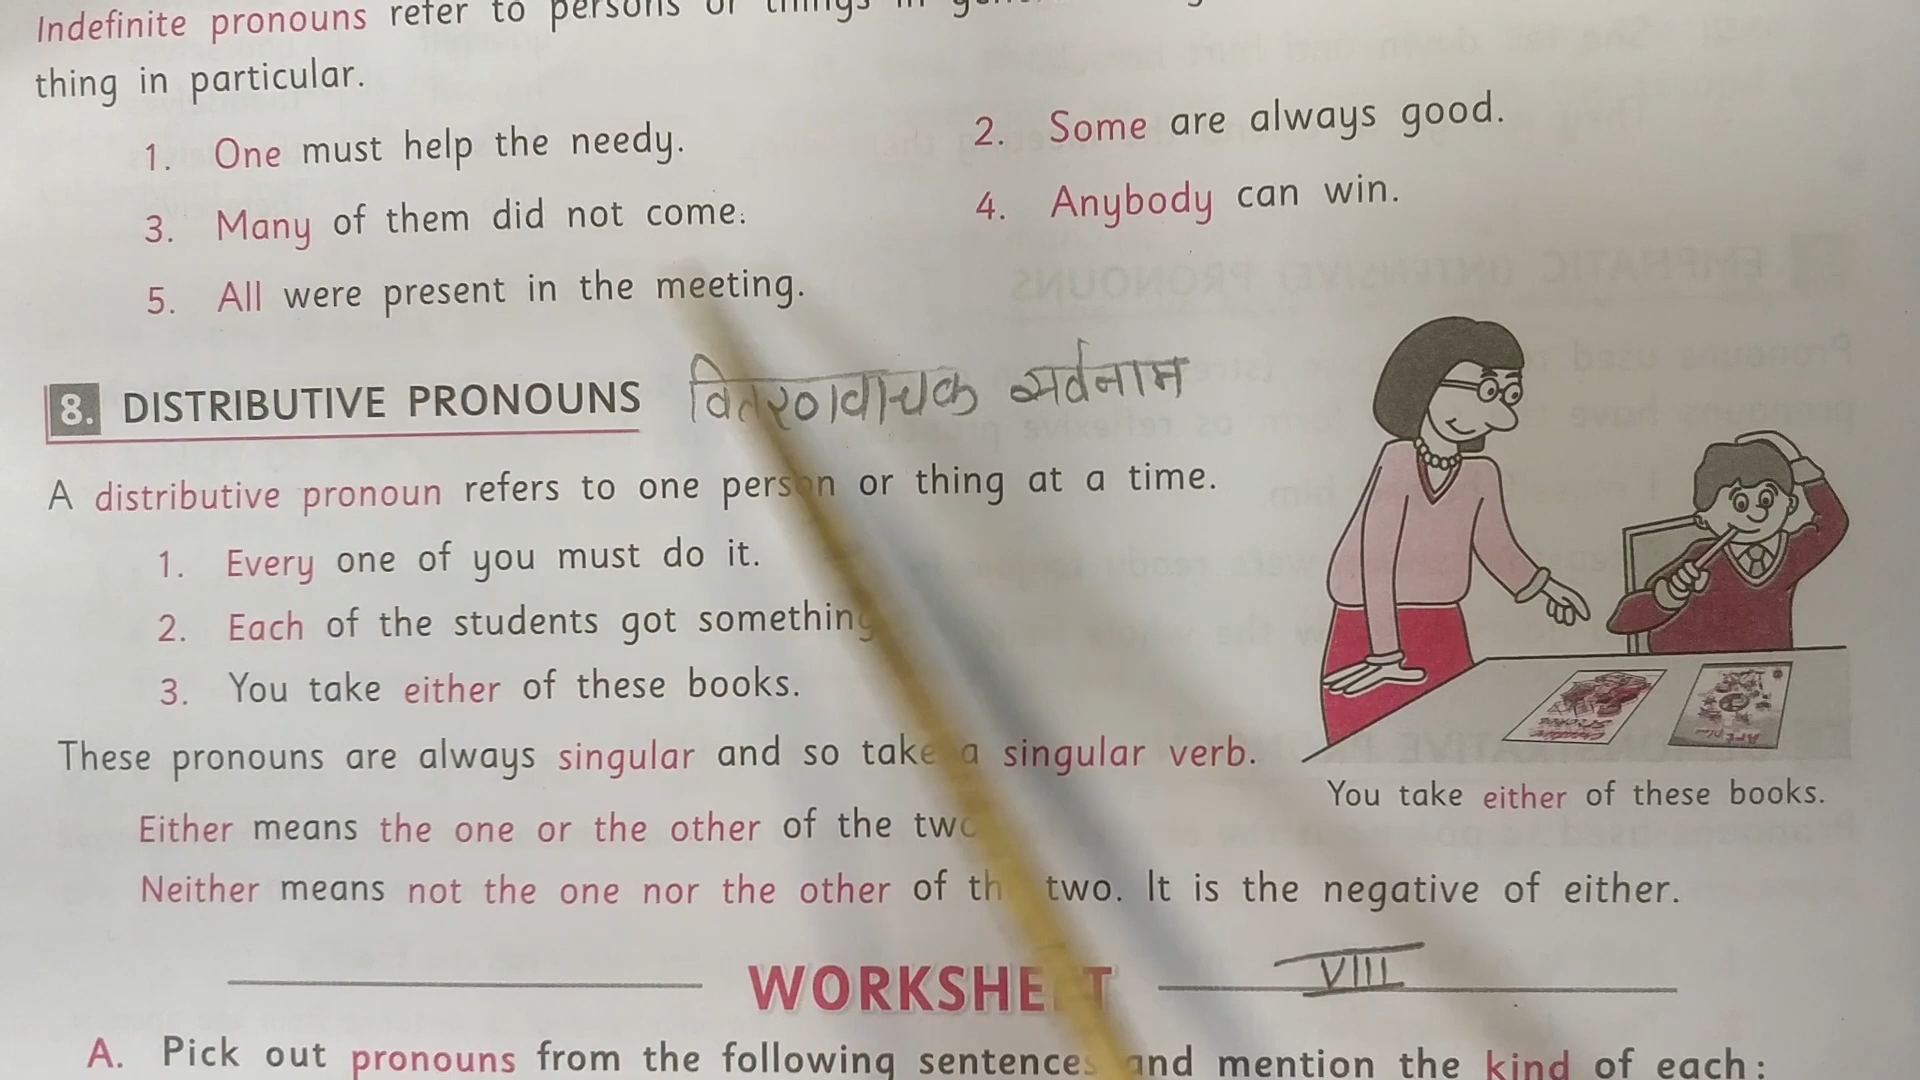 Indefinite pronouns refer to persons or things in
thing in particular.
1. One must help the needy.
2. Some are always good.
3. Many of them did not come.
4. Anybody can win.
5. All were present in the meeting.
8. DISTRIBUTIVE PRONOUNS वितरणवाचक सर्वनाम
A distributive pronoun refers to one person or thing at a time.
1. Every one of you must do it.
2. Each of the students got something
3. You take either of these books.
These pronouns are always singular and so take a singular verb.
You take either of these books.
Either means the one or the other of the two
Neither means not the one nor the other of the two. It is the negative of either.
WORKSHEET VIII
A. Pick out pronouns from the following sentences and mention the kind of each: